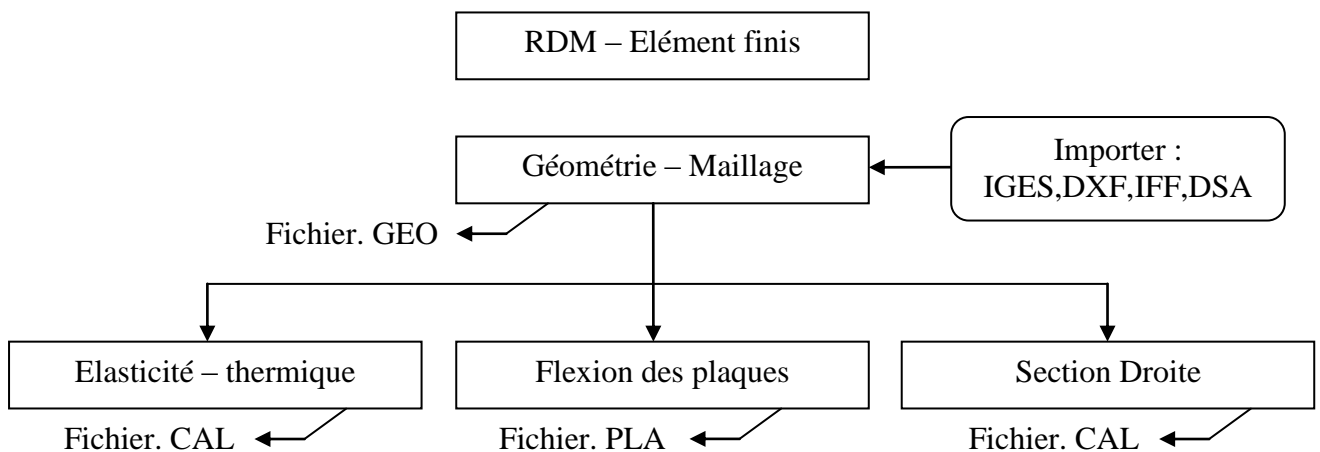 RDM – Elément finis
Géométrie – Maillage
Importer :
IGES,DXF,IFF,DSA
Fichier. GEO
Elasticité – thermique
Flexion des plaques
Section Droite
Fichier. CAL
Fichier. PLA
Fichier. CAL